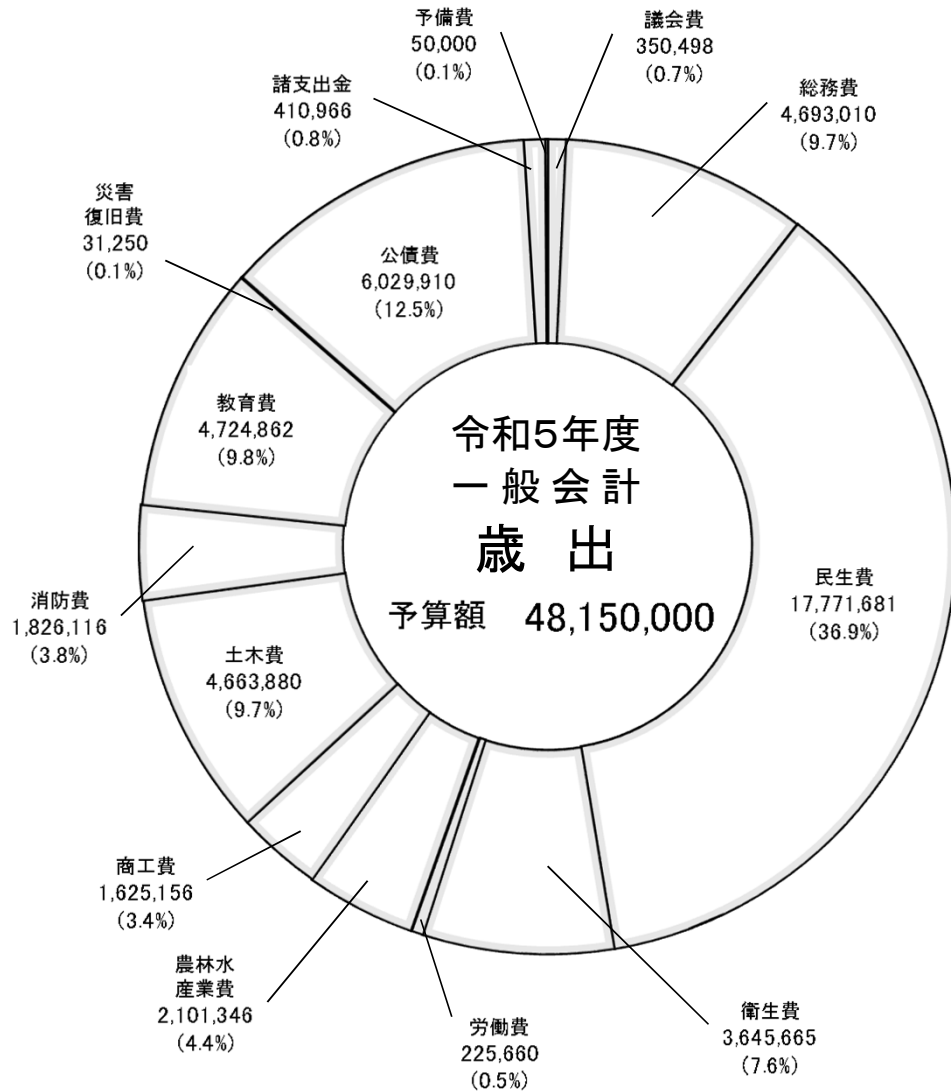 令和5年度
一般会計
歳 出
予算額 48,150,000
議会費
350,498
(0.7%)
総務費
4,693,010
(9.7%)
民生費
17,771,681
(36.9%)
衛生費
3,645,665
(7.6%)
労働費
225,660
(0.5%)
農林水
産業費
2,101,346
(4.4%)
商工費
1,625,156
(3.4%)
土木費
4,663,880
(9.7%)
消防費
1,826,116
(3.8%)
教育費
4,724,862
(9.8%)
災害
復旧費
31,250
(0.1%)
公債費
6,029,910
(12.5%)
諸支出金
410,966
(0.8%)
予備費
50,000
(0.1%)